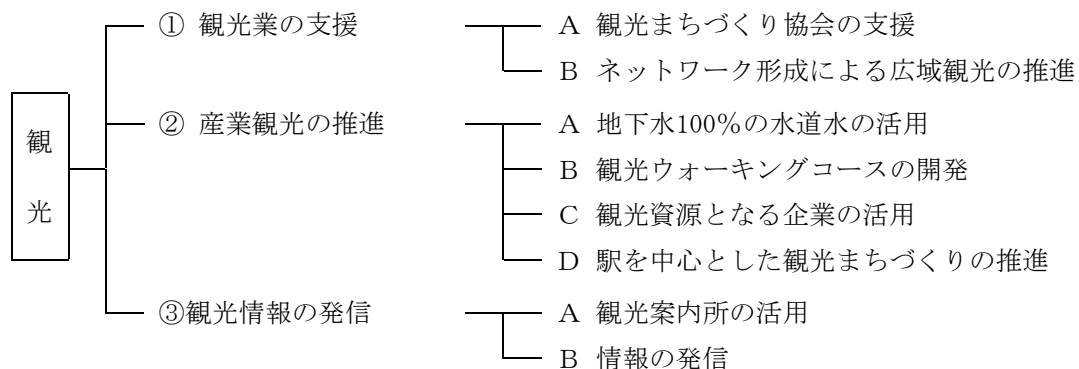 ① 観光業の支援
A 観光まちづくり協会の支援
B ネットワーク形成による広域観光の推進
観光
② 産業観光の推進
A 地下水100%の水道水の活用
B 観光ウォーキングコースの開発
C 観光資源となる企業の活用
D 駅を中心とした観光まちづくりの推進
③観光情報の発信
A 観光案内所の活用
B 情報の発信